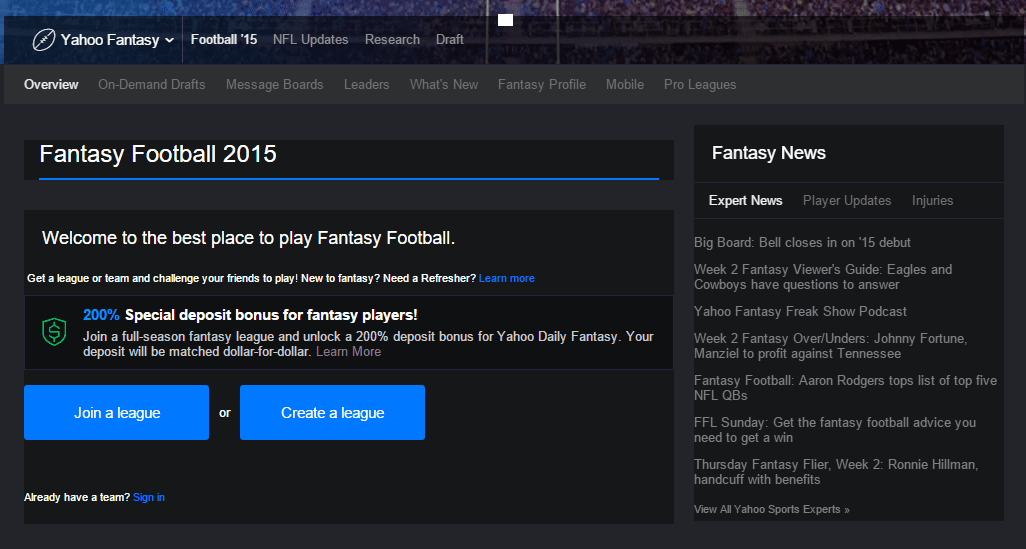 Yahoo Fantasy Football '15 NFL Updates Research Draft
Overview On-Demand Drafts Message Boards Leaders What's New Fantasy Profile Mobile Pro Leagues
Fantasy Football 2015
Welcome to the best place to play Fantasy Football.
Get a league or team and challenge your friends to play! New to fantasy? Need a Refresher? Learn more
200% Special deposit bonus for fantasy players!
Join a full-season fantasy league and unlock a 200% deposit bonus for Yahoo Daily Fantasy. Your
deposit will be matched dollar-for-dollar. Learn More
Join a league or Create a league
Already have a team? Sign in
Fantasy News
Expert News Player Updates Injuries
Big Board: Bell closes in on '15 debut
Week 2 Fantasy Viewer's Guide: Eagles and
Cowboys have questions to answer
Yahoo Fantasy Freak Show Podcast
Week 2 Fantasy Over/Unders: Johnny Fortune,
Manziel to profit against Tennessee
Fantasy Football: Aaron Rodgers tops list of top five
NFL QBs
FFL Sunday: Get the fantasy football advice you
need to get a win
Thursday Fantasy Flier, Week 2: Ronnie Hillman,
handcuff with benefits
View All Yahoo Sports Experts »